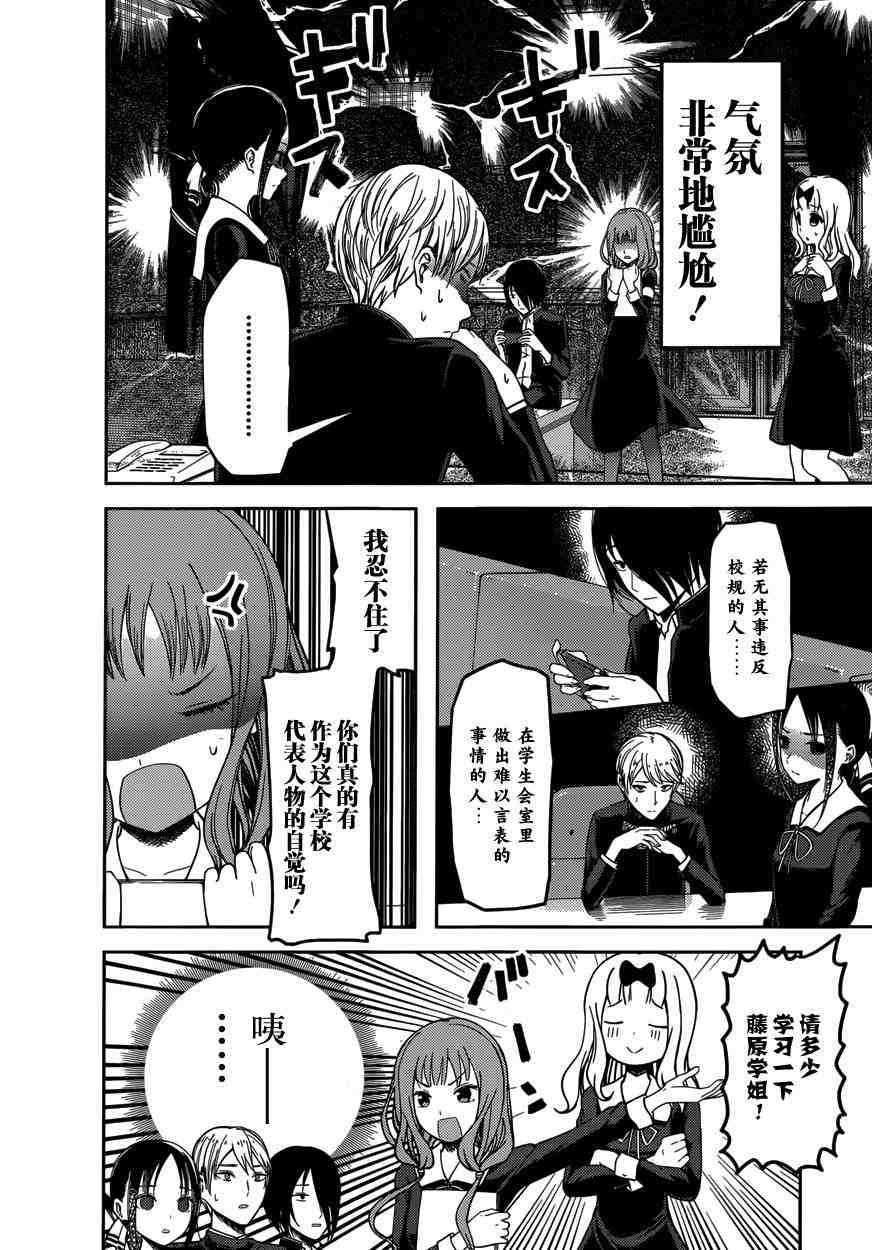 气氛
非常地尴尬！
ギス
ギス
………
若无其事违反
校规的人……
在学生会室里
做出难以言表的
事情的人…
我忍不住了
你们真的有
作为这个学校
代表人物的自觉吗！
请多少
学习一下
藤原学姐！
咦—
……